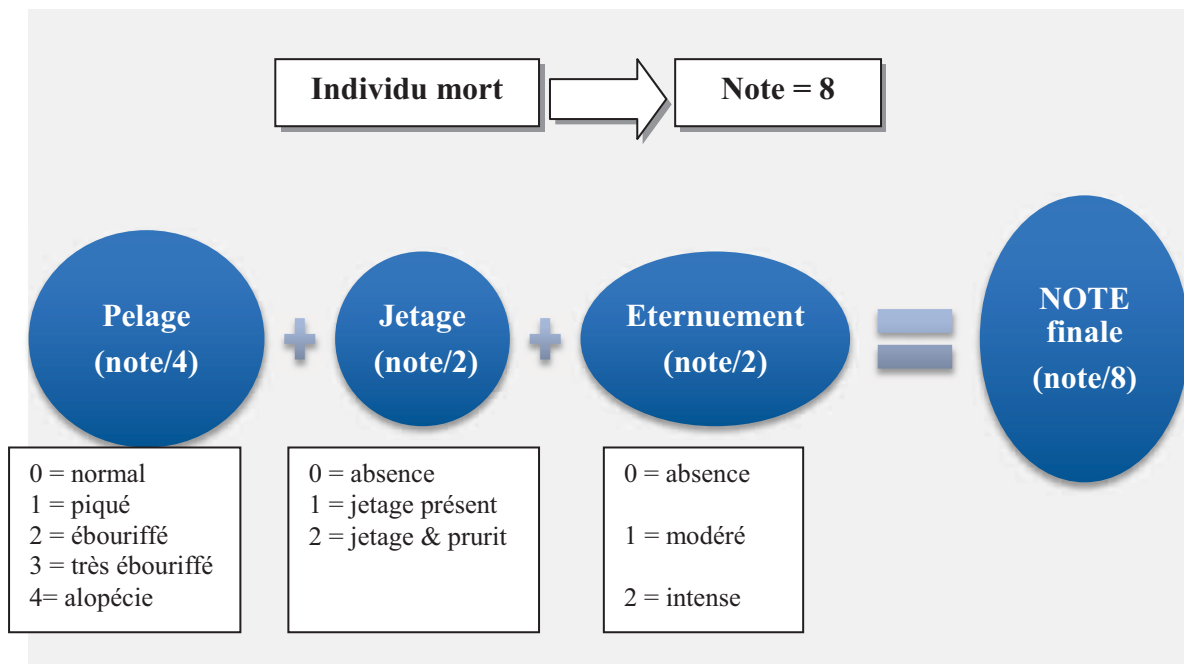 Individu mort
Note = 8
Pelage
(note/4)
+
Jetage
(note/2)
+
Eternuement
(note/2)
=
NOTE
finale
(note/8)
0 = normal
1 = piqué
2 = ébouriffé
3 = très ébouriffé
4= alopécie
0 = absence
1 = jetage présent
2 = jetage & prurit
0 = absence
1 = modéré
2 = intense